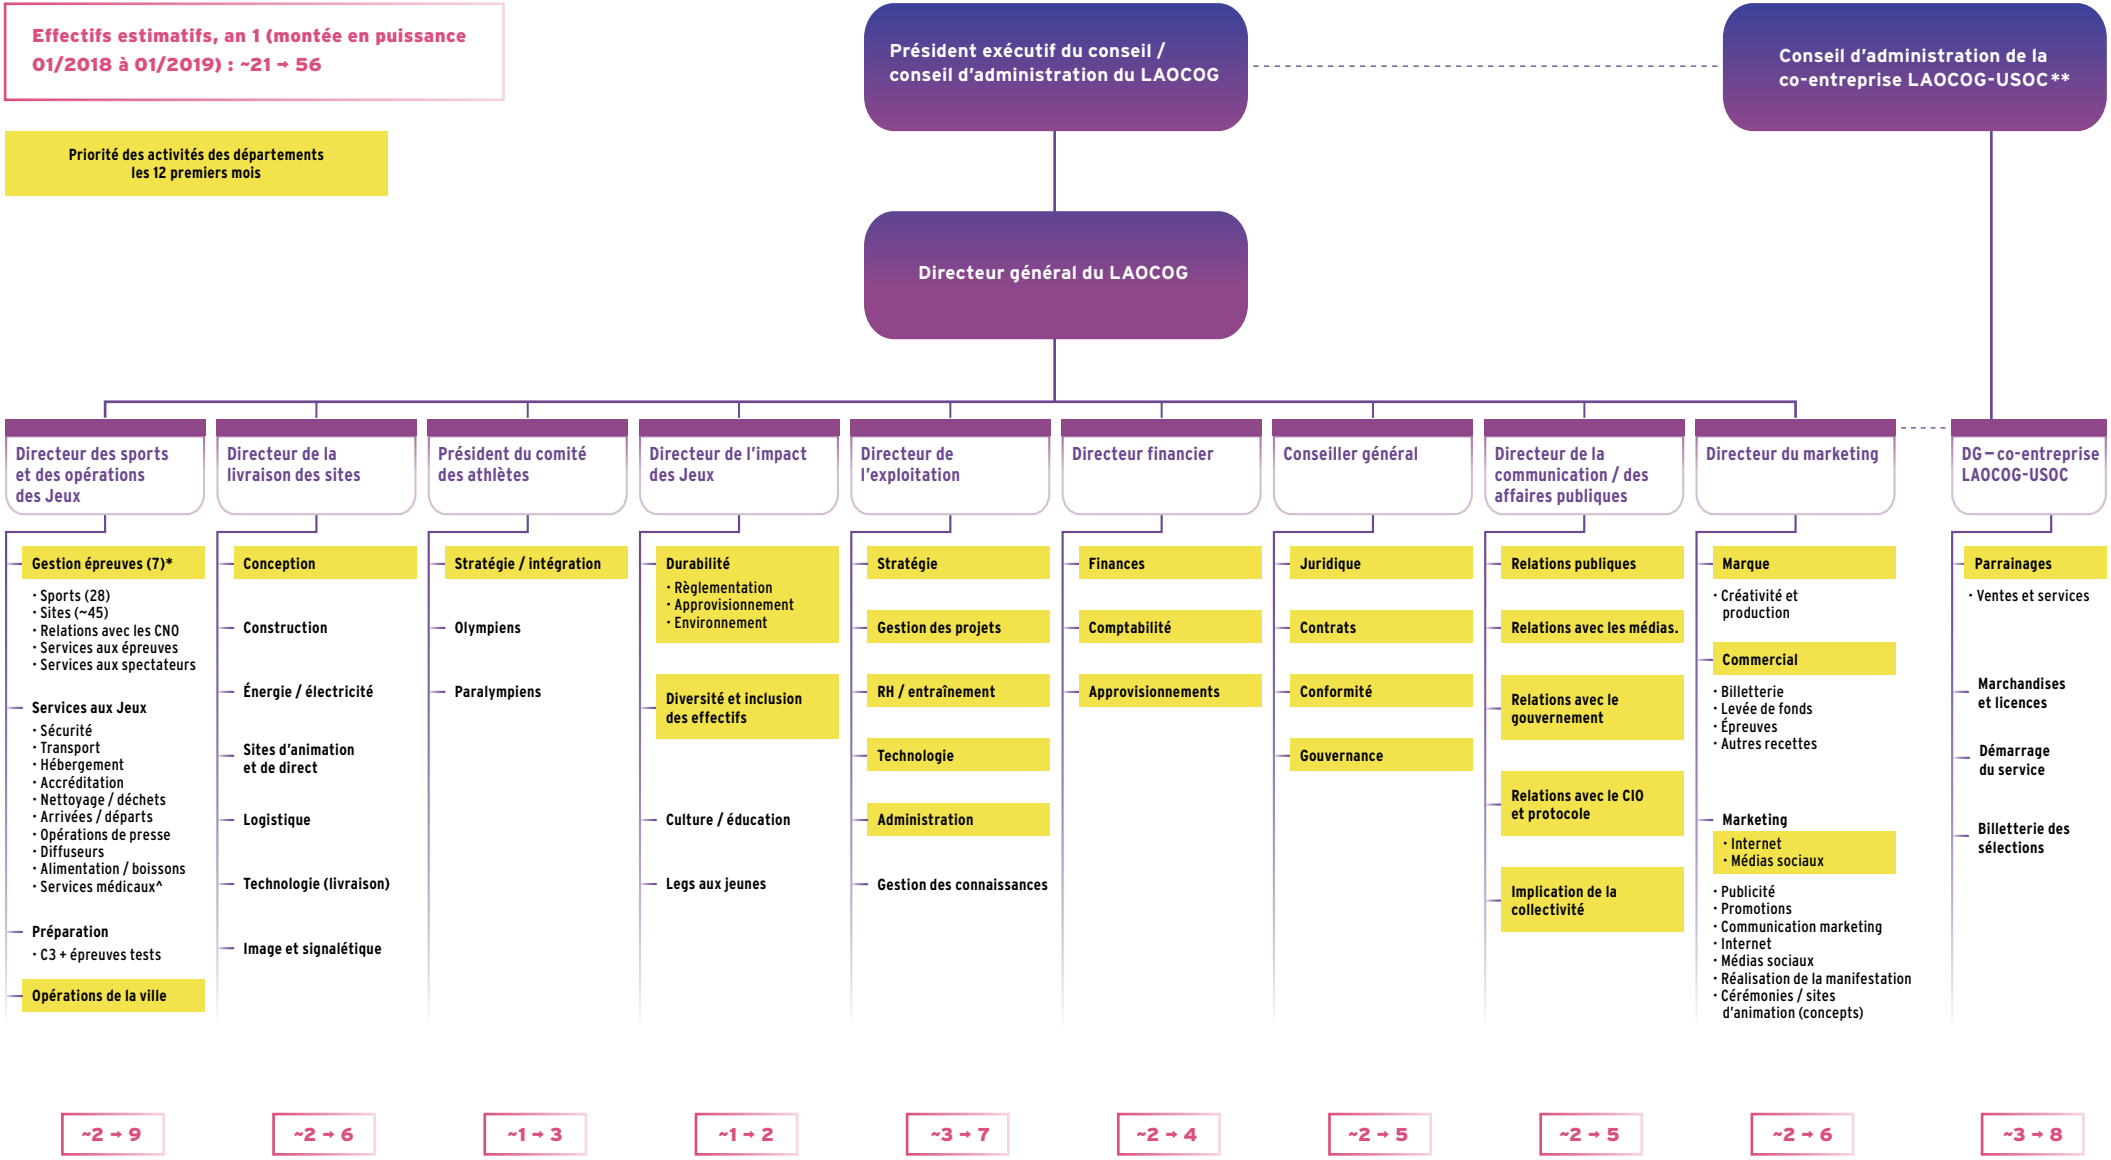 Effectifs estimatifs, an 1 (montée en puissance
01/2018 à 01/2019) : ~21 → 56
Priorité des activités des départements
les 12 premiers mois
Président exécutif du conseil /
conseil d'administration du LAOCOG
Conseil d'administration de la
co-entreprise LAOCOG-USOC**
Directeur général du LAOCOG
Directeur des sports
et des opérations
des Jeux
Gestion épreuves (7)*
· Sports (28)
· Sites (~45)
· Relations avec les CNO
· Services aux épreuves
· Services aux spectateurs
Services aux Jeux
· Sécurité
· Transport
· Hébergement
· Accréditation
· Nettoyage / déchets
· Arrivées / départs
· Opérations de presse
· Diffuseurs
· Alimentation / boissons
· Services médicaux^
Préparation
· C3 + épreuves tests
Opérations de la ville
~2 → 9
Directeur de la
livraison des sites
Conception
Construction
Énergie / électricité
Sites d'animation
et de direct
Logistique
Technologie (livraison)
Image et signalétique
~2 → 6
Président du comité
des athlètes
Stratégie / intégration
Olympiens
Paralympiens
~1 → 3
Directeur de l'impact
des Jeux
Durabilité
· Règlementation
· Approvisionnement
· Environnement
Diversité et inclusion
des effectifs
Culture / éducation
Legs aux jeunes
~1 → 2
Directeur de
l'exploitation
Stratégie
Gestion des projets
RH / entraînement
Technologie
Administration
Gestion des connaissances
~3 → 7
Directeur financier
Finances
Comptabilité
Approvisionnements
~2 → 4
Conseiller général
Juridique
Contrats
Conformité
Gouvernance
~2 → 5
Directeur de la
communication / des
affaires publiques
Relations publiques
Relations avec les médias.
Relations avec le
gouvernement
Relations avec le CIO
et protocole
Implication de la
collectivité
~2 → 5
Directeur du marketing
Marque
· Créativité et
production
Commercial
· Billetterie
· Levée de fonds
· Épreuves
· Autres recettes
Marketing
· Internet
· Médias sociaux
· Publicité
· Promotions
· Communication marketing
· Internet
· Médias sociaux
· Réalisation de la manifestation
· Cérémonies / sites
d'animation (concepts)
~2 → 6
DG – co-entreprise
LAOCOG-USOC
Parrainages
· Ventes et services
Marchandises
et licences
Démarrage
du service
Billetterie des
sélections
~3 → 8